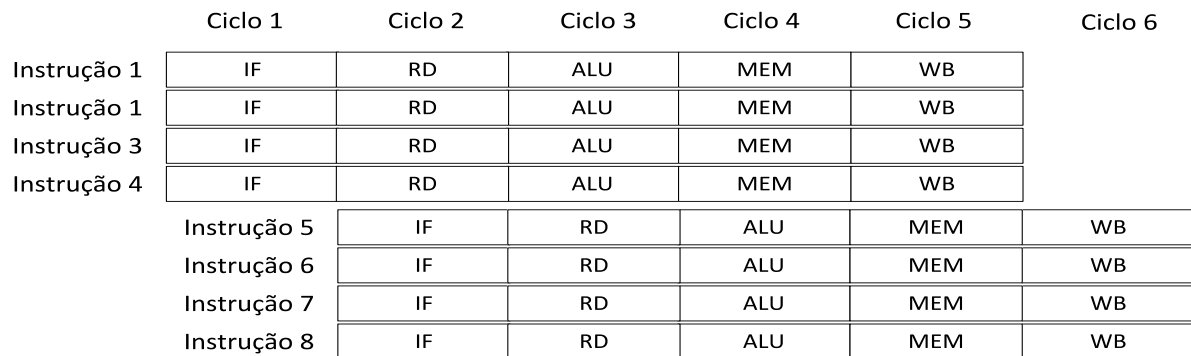 Ciclo 1 Ciclo 2 Ciclo 3 Ciclo 4 Ciclo 5 Ciclo 6
Instrução 1 IF RD ALU MEM WB
Instrução 1 IF RD ALU MEM WB
Instrução 3 IF RD ALU MEM WB
Instrução 4 IF RD ALU MEM WB
Instrução 5 IF RD ALU MEM WB
Instrução 6 IF RD ALU MEM WB
Instrução 7 IF RD ALU MEM WB
Instrução 8 IF RD ALU MEM WB